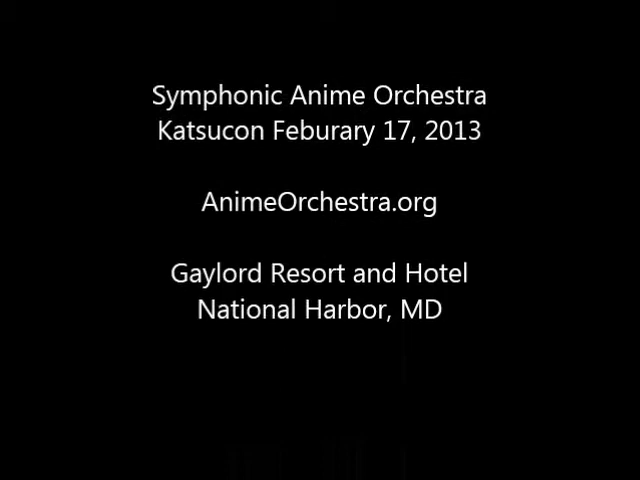 Symphonic Anime Orchestra
Katsucon Feburary 17, 2013
AnimeOrchestra.org
Gaylord Resort and Hotel
National Harbor, MD